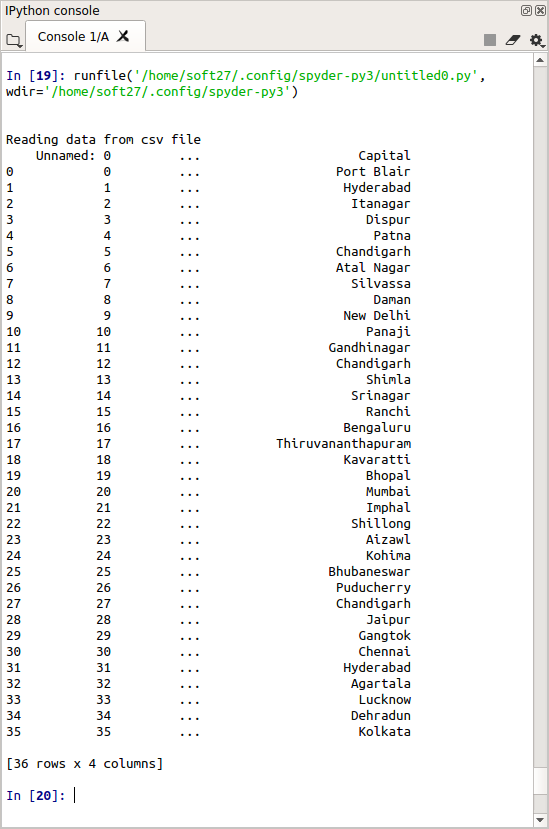 IPython console
Console 1/A
In [19]: runfile('/home/soft27/.config/spyder-py3/untitled0.py',
wdir='/home/soft27/.config/spyder-py3')
Reading data from csv file
Unnamed: 0 ... Capital
0 0 ... Port Blair
1 1 ... Hyderabad
2 2 ... Itanagar
3 3 ... Dispur
4 4 ... Patna
5 5 ... Chandigarh
6 6 ... Atal Nagar
7 7 ... Silvassa
8 8 ... Daman
9 9 ... New Delhi
10 10 ... Panaji
11 11 ... Gandhinagar
12 12 ... Chandigarh
13 13 ... Shimla
14 14 ... Srinagar
15 15 ... Ranchi
16 16 ... Bengaluru
17 17 ... Thiruvananthapuram
18 18 ... Kavaratti
19 19 ... Bhopal
20 20 ... Mumbai
21 21 ... Imphal
22 22 ... Shillong
23 23 ... Aizawl
24 24 ... Kohima
25 25 ... Bhubaneswar
26 26 ... Puducherry
27 27 ... Chandigarh
28 28 ... Jaipur
29 29 ... Gangtok
30 30 ... Chennai
31 31 ... Hyderabad
32 32 ... Agartala
33 33 ... Lucknow
34 34 ... Dehradun
35 35 ... Kolkata
[36 rows x 4 columns]
In [20]: